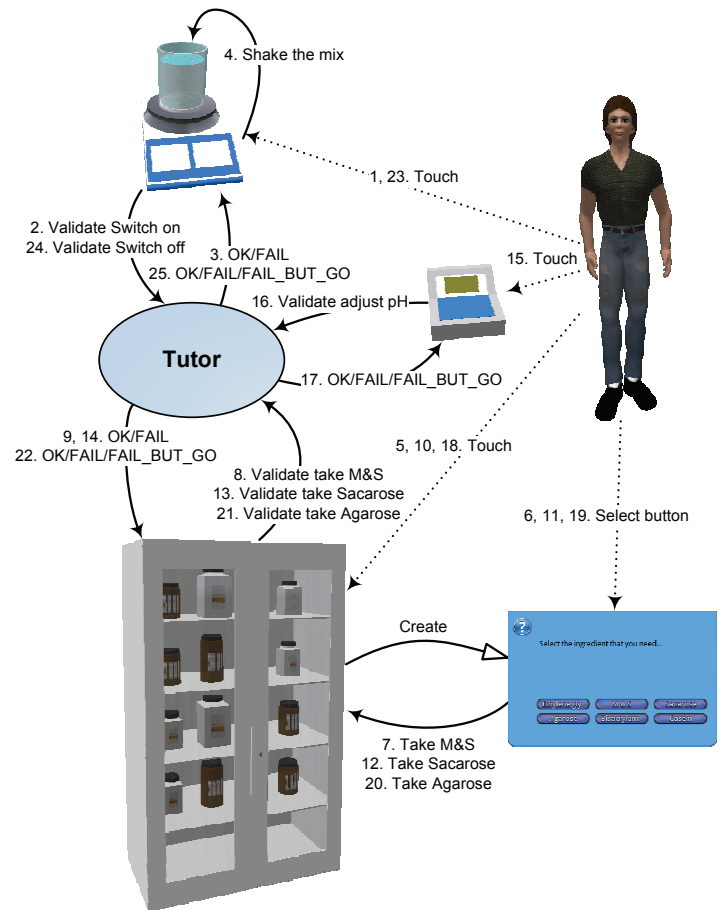 4. Shake the mix
1, 23. Touch
2. Validate Switch on
24. Validate Switch off
3. OK/FAIL
25. OK/FAIL/FAIL_BUT_GO
15. Touch
16. Validate adjust pH
Tutor
17. OK/FAIL/FAIL_BUT_GO
9, 14. OK/FAIL
22. OK/FAIL/FAIL_BUT_GO
5, 10, 18. Touch
8. Validate take M&S
13. Validate take Sacarose
21. Validate take Agarose
6, 11, 19. Select button
Create
?
Select the ingredient that you need...
M&S Sacarose
Agarose Bisacrylam Casein
7. Take M&S
12. Take Sacarose
20. Take Agarose